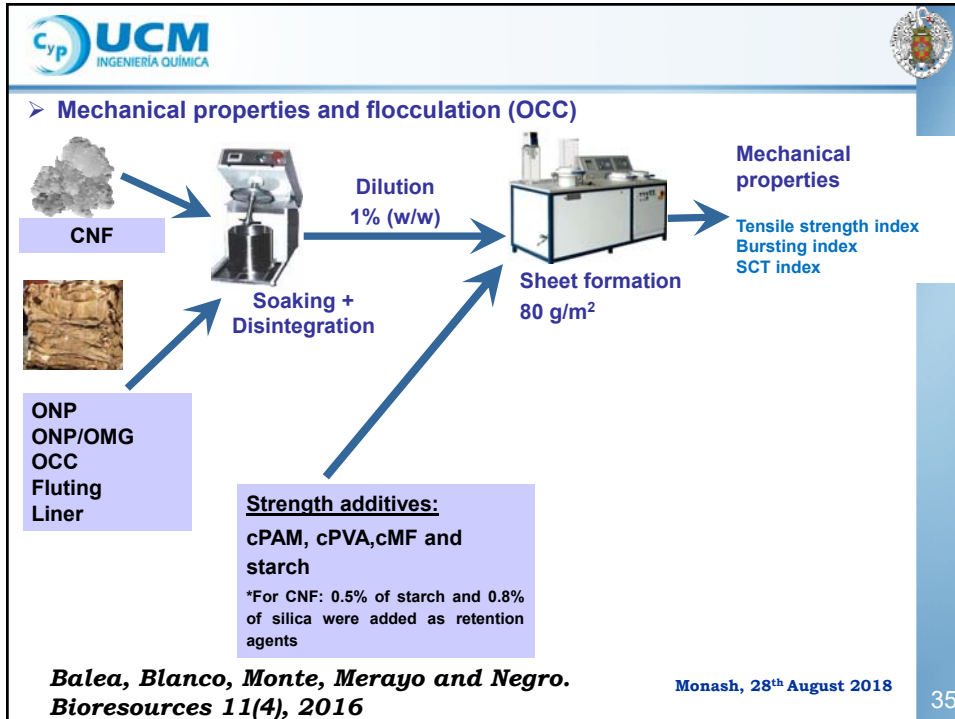 CyP UCM
INGENIERÍA QUÍMICA
➢ Mechanical properties and flocculation (OCC)
CNF
Soaking +
Disintegration
Dilution
1% (w/w)
Sheet formation
80 g/m²
Mechanical
properties
Tensile strength index
Bursting index
SCT index
ONP
ONP/OMG
OCC
Fluting
Liner
Strength additives:
cPAM, cPVA,cMF and
starch
*For CNF: 0.5% of starch and 0.8%
of silica were added as retention
agents
Balea, Blanco, Monte, Merayo and Negro.
Bioresources 11(4), 2016
Monash, 28th August 2018
35